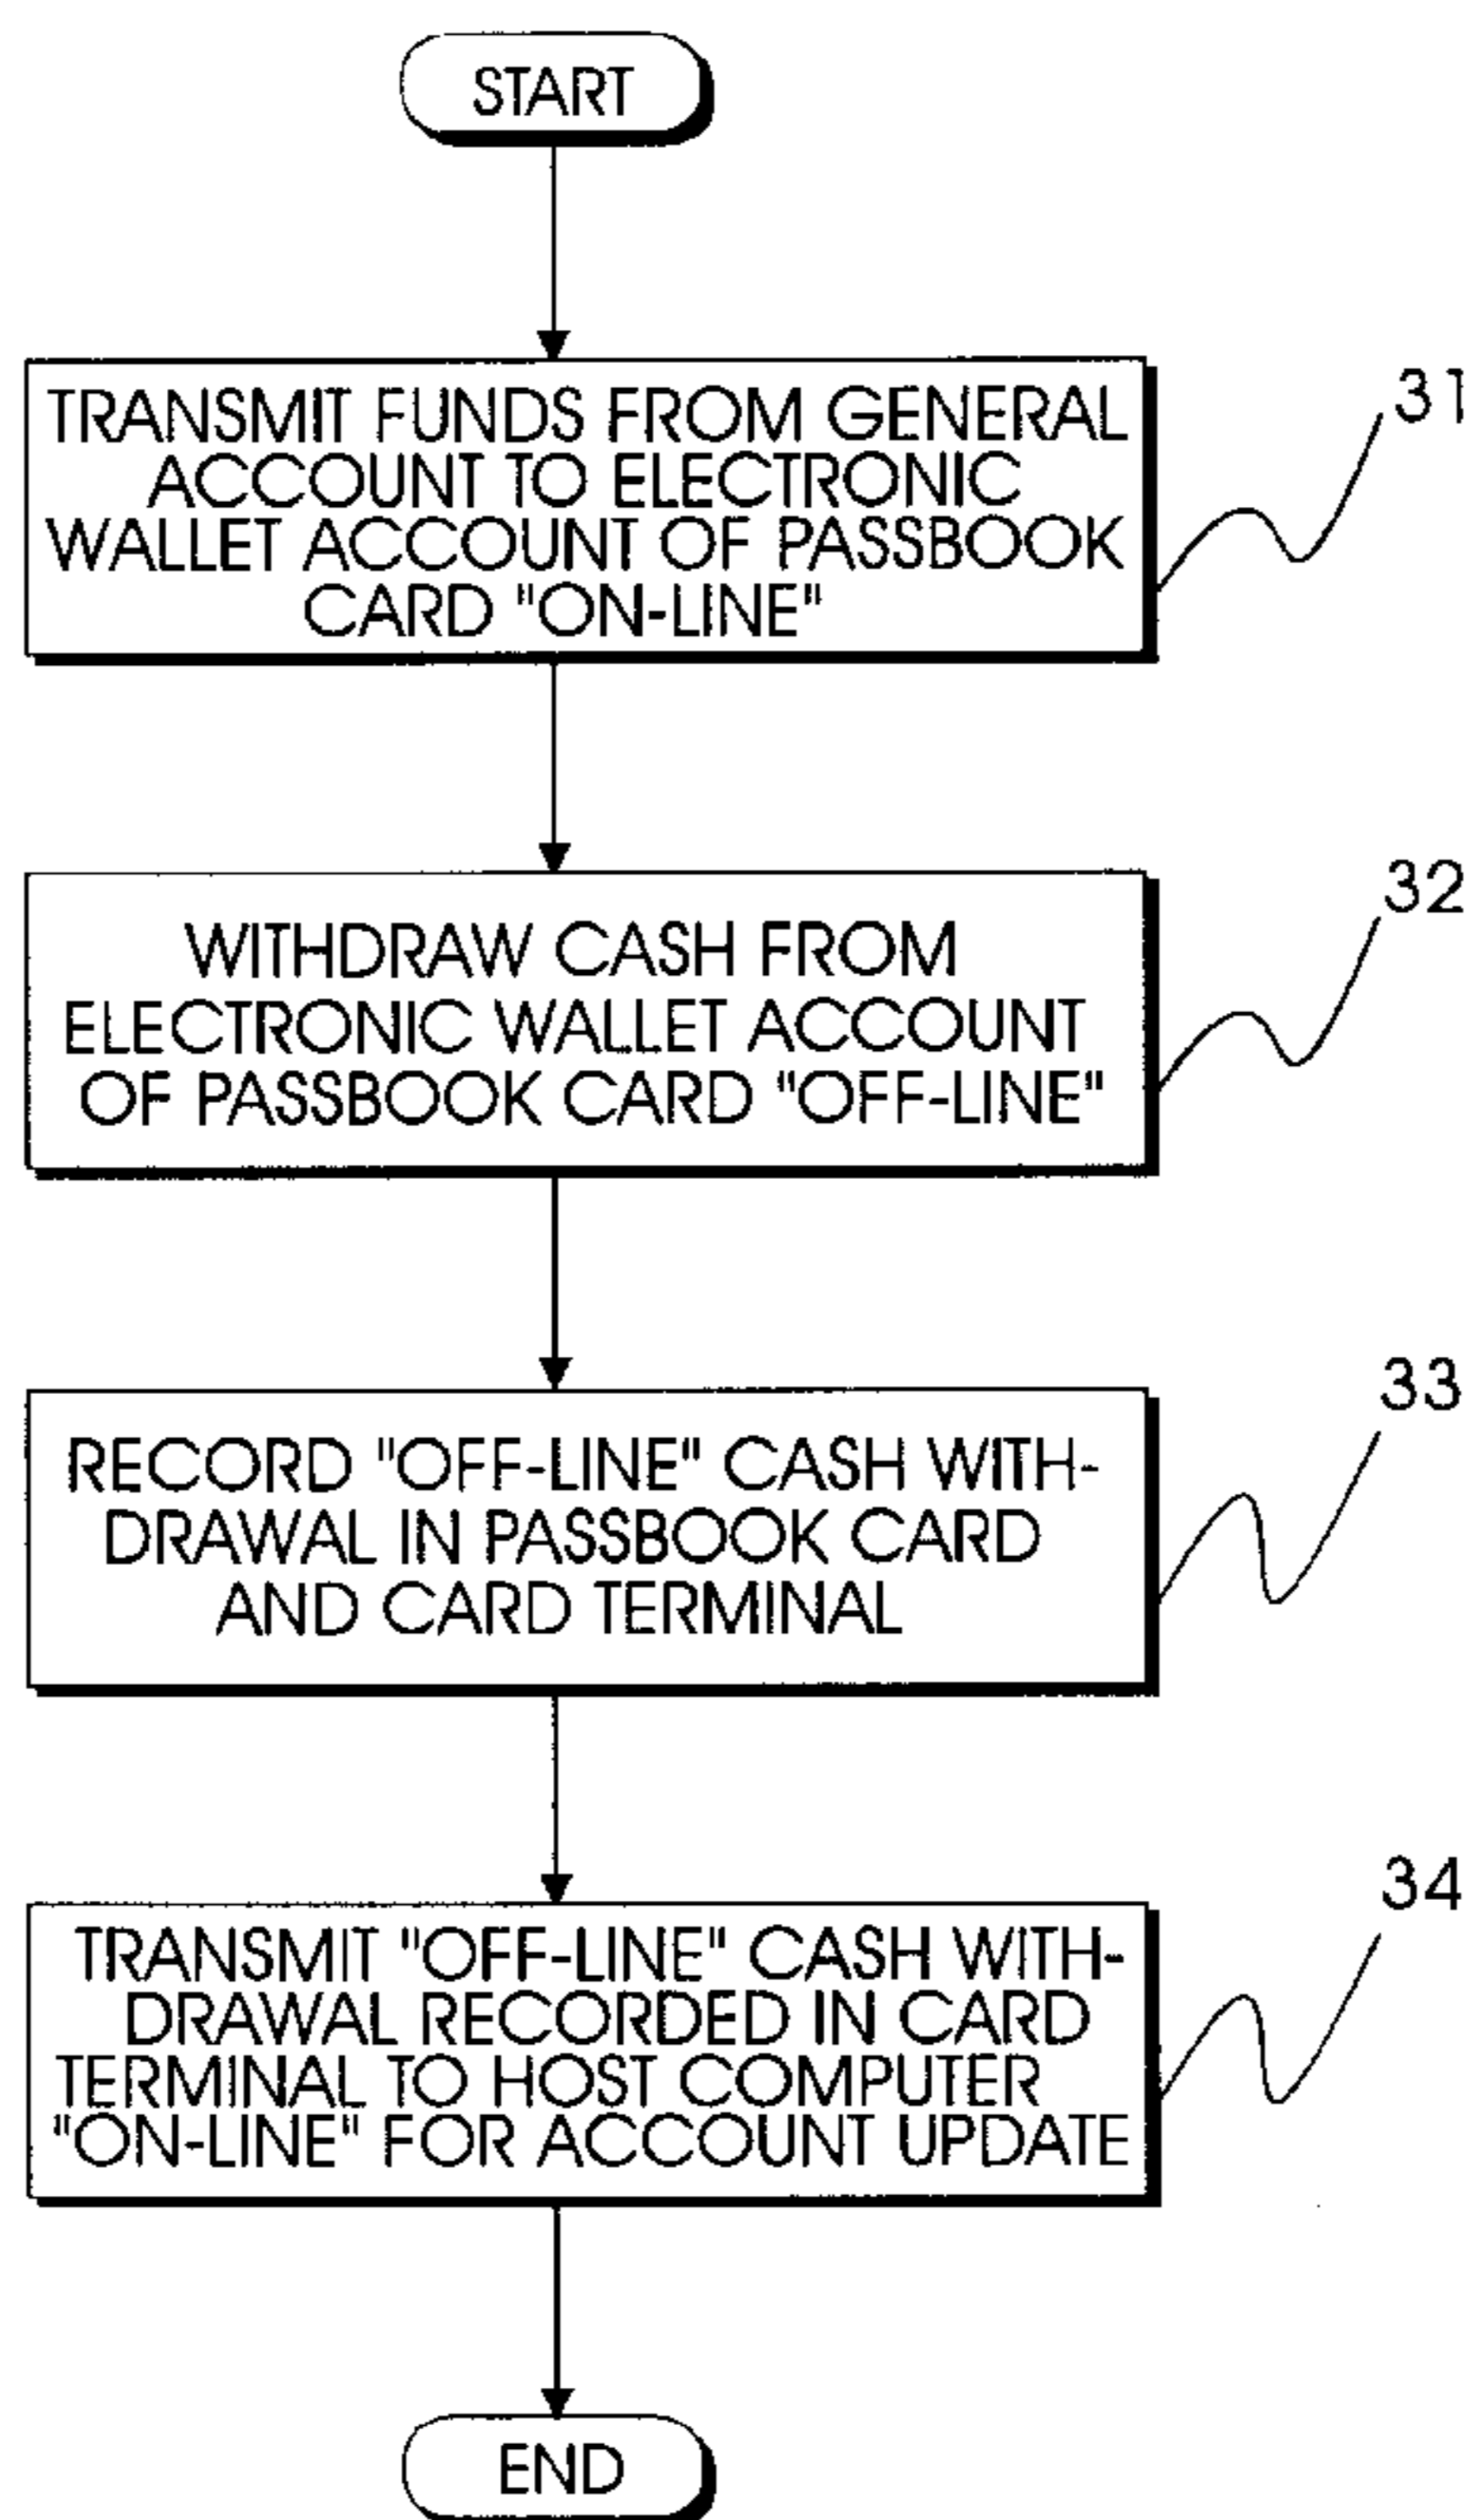 START
TRANSMIT FUNDS FROM GENERAL
ACCOUNT TO ELECTRONIC
WALLET ACCOUNT OF PASSBOOK
CARD "ON-LINE"
31
WITHDRAW CASH FROM
ELECTRONIC WALLET ACCOUNT
OF PASSBOOK CARD "OFF-LINE"
32
RECORD "OFF-LINE" CASH WITH-
DRAWAL IN PASSBOOK CARD
AND CARD TERMINAL
33
TRANSMIT "OFF-LINE" CASH WITH-
DRAWAL RECORDED IN CARD
TERMINAL TO HOST COMPUTER
"ON-LINE" FOR ACCOUNT UPDATE
34
END